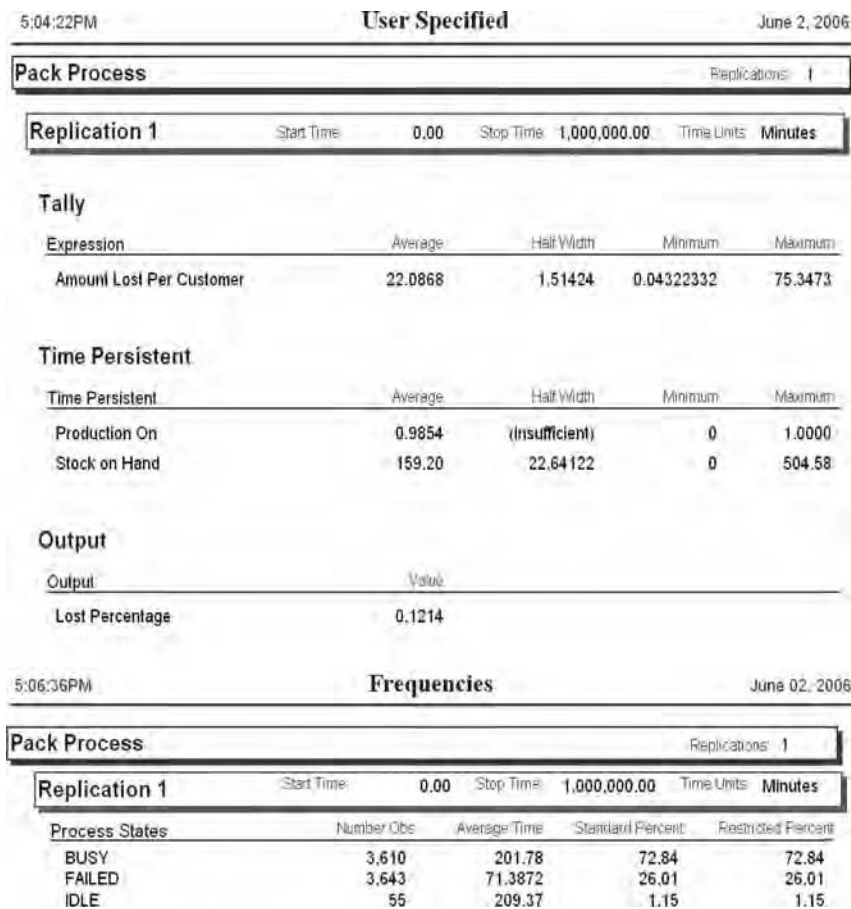 5:04:22PM User Specified June 2, 2006
Pack Process Replications: 1
Replication 1 Start Time: 0.00 Stop Time: 1,000,000.00 Time Units: Minutes
Tally
Expression Average Half Width Minimum Maximum
Amount Lost Per Customer 22.0868 1.51424 0.04322332 75.3473
Time Persistent
Time Persistent Average Half Width Minimum Maximum
Production On 0.9854 (Insufficient) 0 1.0000
Stock on Hand 159.20 22.64122 0 504.58
Output
Output Value
Lost Percentage 0.1214
5:06:36PM Frequencies June 02, 2006
Pack Process Replications: 1
Replication 1 Start Time: 0.00 Stop Time: 1,000,000.00 Time Units: Minutes
Process States Number Obs Average Time Standard Percent Restricted Percent
BUSY 3,610 201.78 72.84 72.84
FAILED 3,643 71.3872 26.01 26.01
IDLE 55 209.37 1.15 1.15